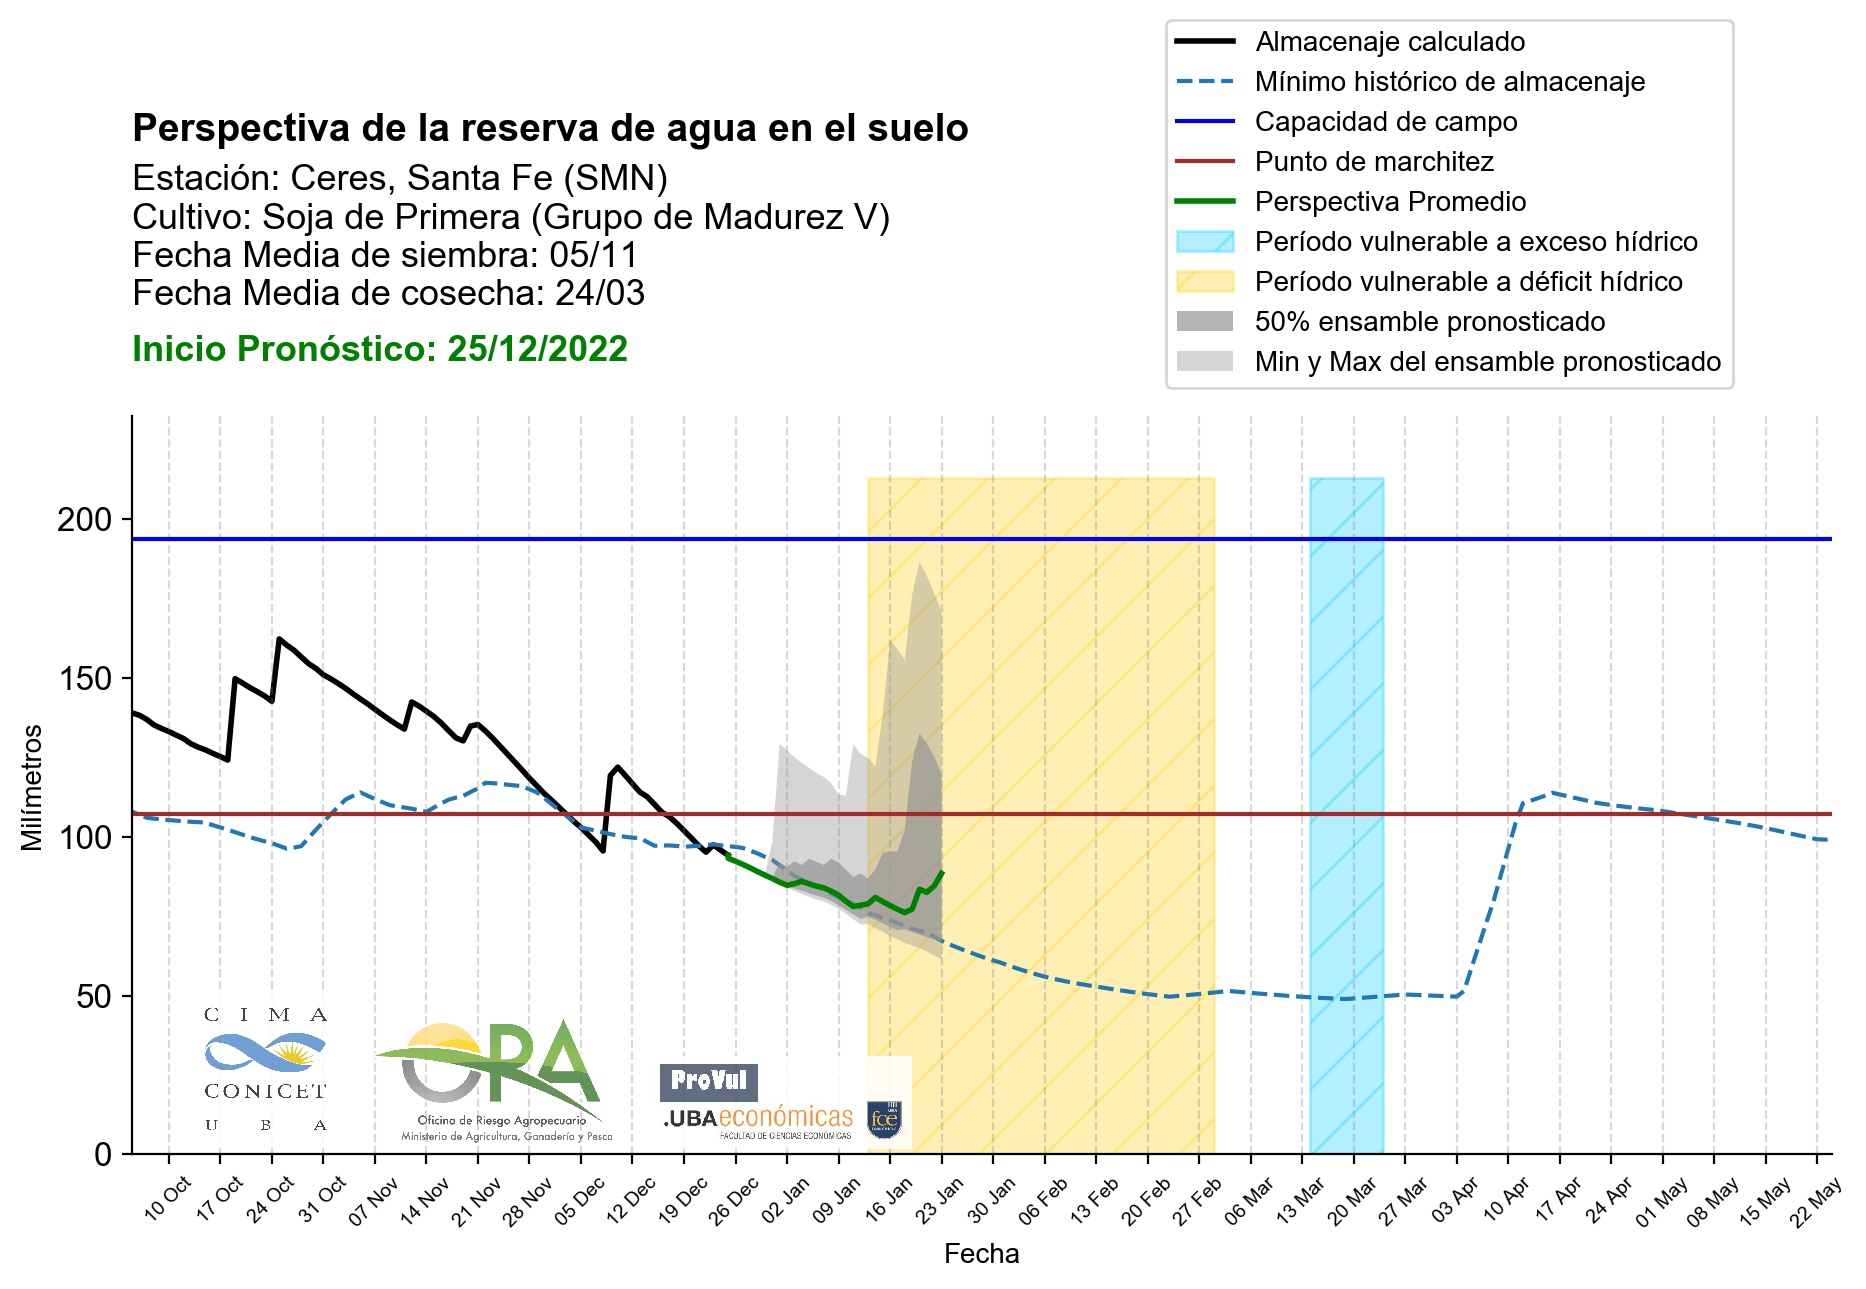 Almacenaje calculado
Mínimo histórico de almacenaje
Capacidad de campo
Punto de marchitez
Perspectiva Promedio
Período vulnerable a exceso hídrico
Período vulnerable a déficit hídrico
50% ensamble pronosticado
Min y Max del ensamble pronosticado
Perspectiva de la reserva de agua en el suelo
Estación: Ceres, Santa Fe (SMN)
Cultivo: Soja de Primera (Grupo de Madurez V)
Fecha Media de siembra: 05/11
Fecha Media de cosecha: 24/03
Inicio Pronóstico: 25/12/2022
Milímetros
200
150
100
50
0
CIMA
CONICET
UBA
ORA
Oficina de Riesgo Agropecuario
Ministerio de Agricultura, Ganadería y Pesca
ProVul
.UBAeconómicas
FACULTAD DE CIENCIAS ECONÓMICAS
UBA
fce
ECONÓMICAS
10 Oct
17 Oct
24 Oct
31 Oct
07 Nov
14 Nov
21 Nov
28 Nov
05 Dec
12 Dec
19 Dec
26 Dec
02 Jan
09 Jan
16 Jan
23 Jan
30 Jan
06 Feb
13 Feb
20 Feb
27 Feb
06 Mar
13 Mar
20 Mar
27 Mar
03 Apr
10 Apr
17 Apr
24 Apr
01 May
08 May
15 May
22 May
Fecha